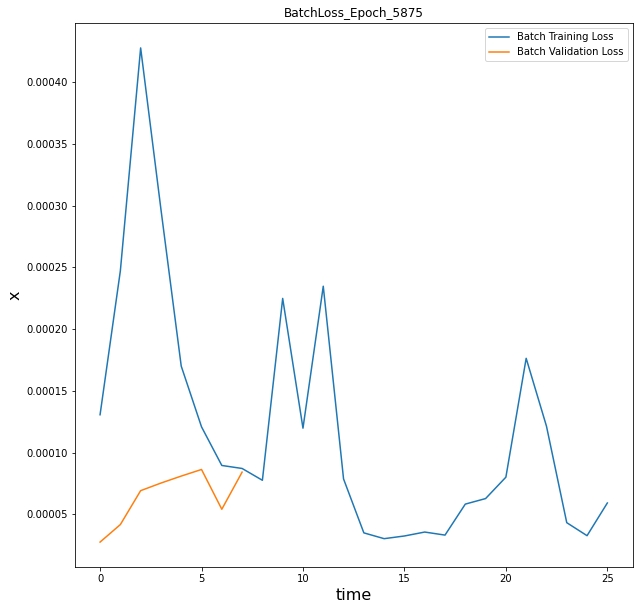 BatchLoss_Epoch_5875
Batch Training Loss
Batch Validation Loss
0.00040
0.00035
0.00030
0.00025
0.00020
0.00015
0.00010
0.00005
x
0 5 10 15 20 25
time